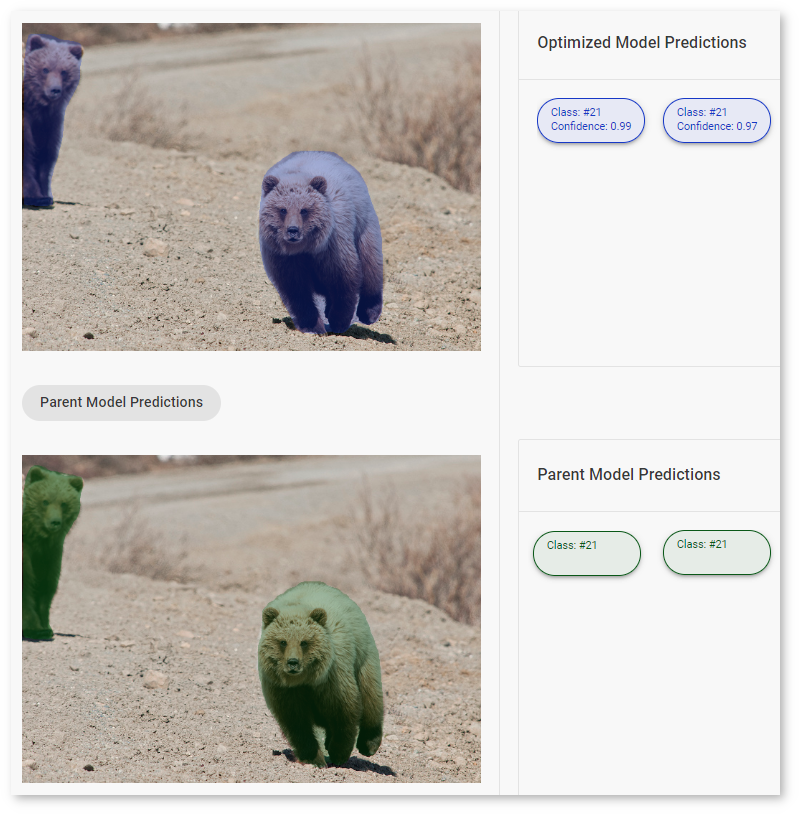 Optimized Model Predictions
Class: #21
Confidence: 0.99
Class: #21
Confidence: 0.97
Parent Model Predictions
Parent Model Predictions
Class: #21
Class: #21